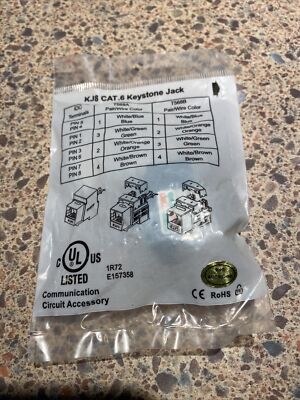 KJ8 CAT.6 Keystone Jack
IDC Terminals T568A Pair/Wire Color T568B Pair/Wire Color
PIN 5 1 White/Blue 1 White/Blue
PIN 4 Blue Blue
PIN 1 3 White/Green 2 White/Orange
PIN 2 Green Orange
PIN 3 2 White/Orange 3 White/Green
PIN 6 Orange Green
PIN 7 4 White/Brown 4 White/Brown
PIN 8 Brown Brown
C UL US
LISTED
1R72
E157358
Communication
Circuit Accessory
CE RoHS